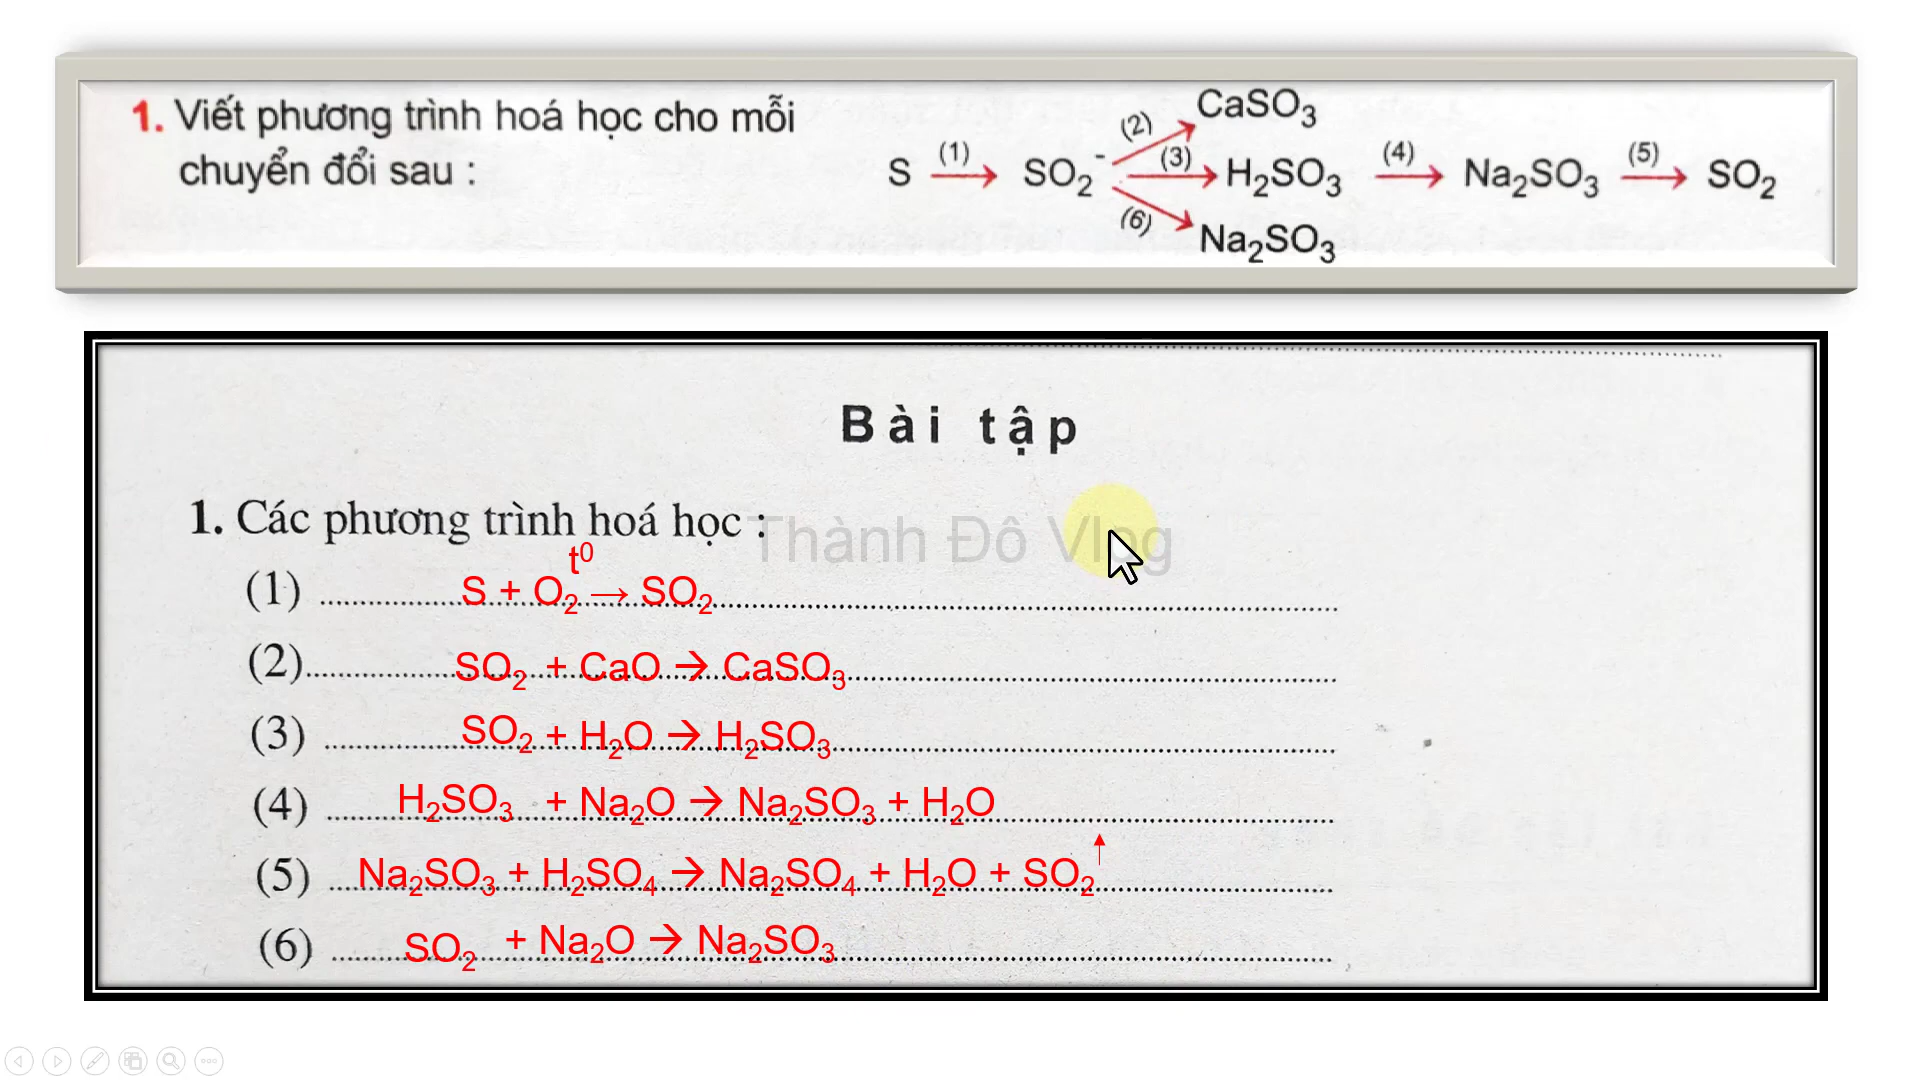 1. Viết phương trình hoá học cho mỗi
chuyển đổi sau :
S (1)→ SO₂ (2)→ CaSO₃
(3)→ H₂SO₃ (4)→ Na₂SO₃ (5)→ SO₂
(6)→ Na₂SO₃
Bài tập
1. Các phương trình hoá học :
Thành Đô Vlog
(1) S + O₂ t⁰→ SO₂
(2) SO₂ + CaO → CaSO₃
(3) SO₂ + H₂O → H₂SO₃
(4) H₂SO₃ + Na₂O → Na₂SO₃ + H₂O
(5) Na₂SO₃ + H₂SO₄ → Na₂SO₄ + H₂O + SO₂↑
(6) SO₂ + Na₂O → Na₂SO₃